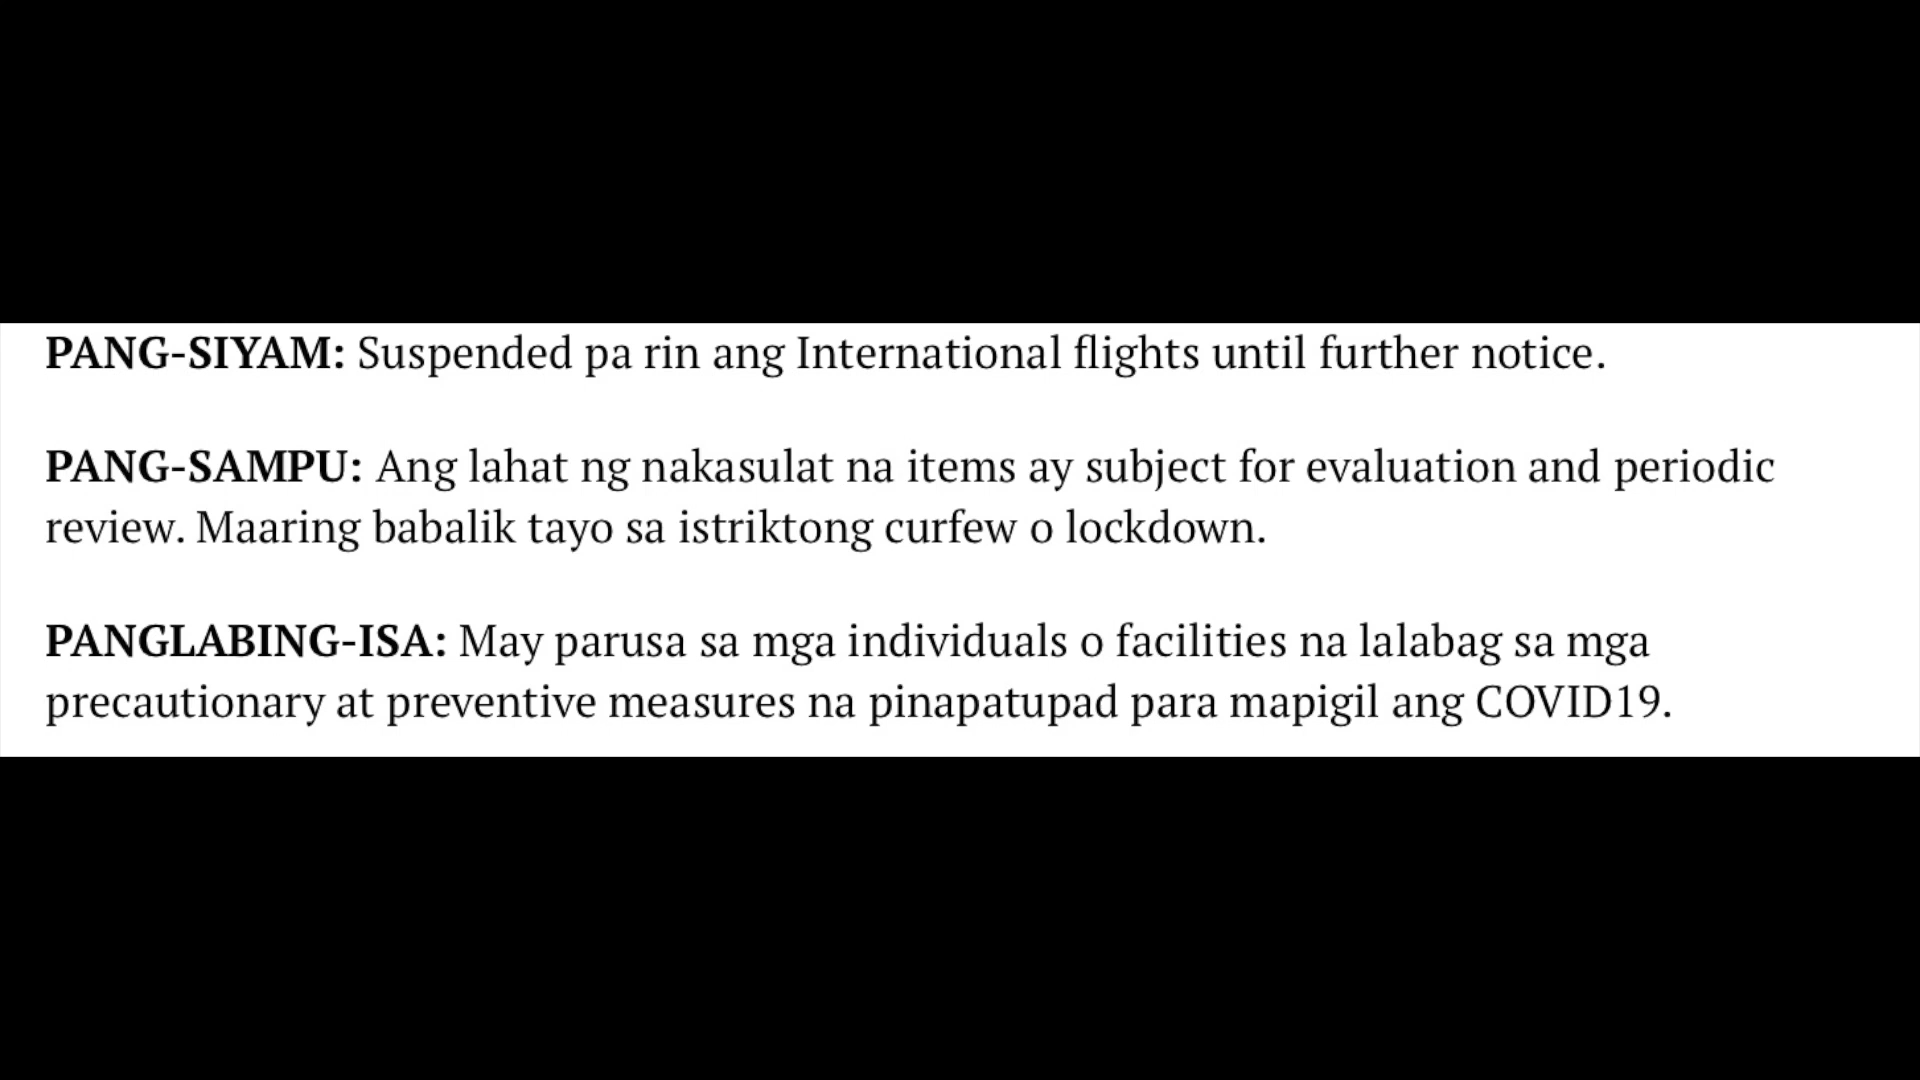 PANG-SIYAM: Suspended pa rin ang International flights until further notice.
PANG-SAMPU: Ang lahat ng nakasulat na items ay subject for evaluation and periodic
review. Maaring babalik tayo sa istriktong curfew o lockdown.
PANGLABING-ISA: May parusa sa mga individuals o facilities na lalabag sa mga
precautionary at preventive measures na pinapatupad para mapigil ang COVID19.